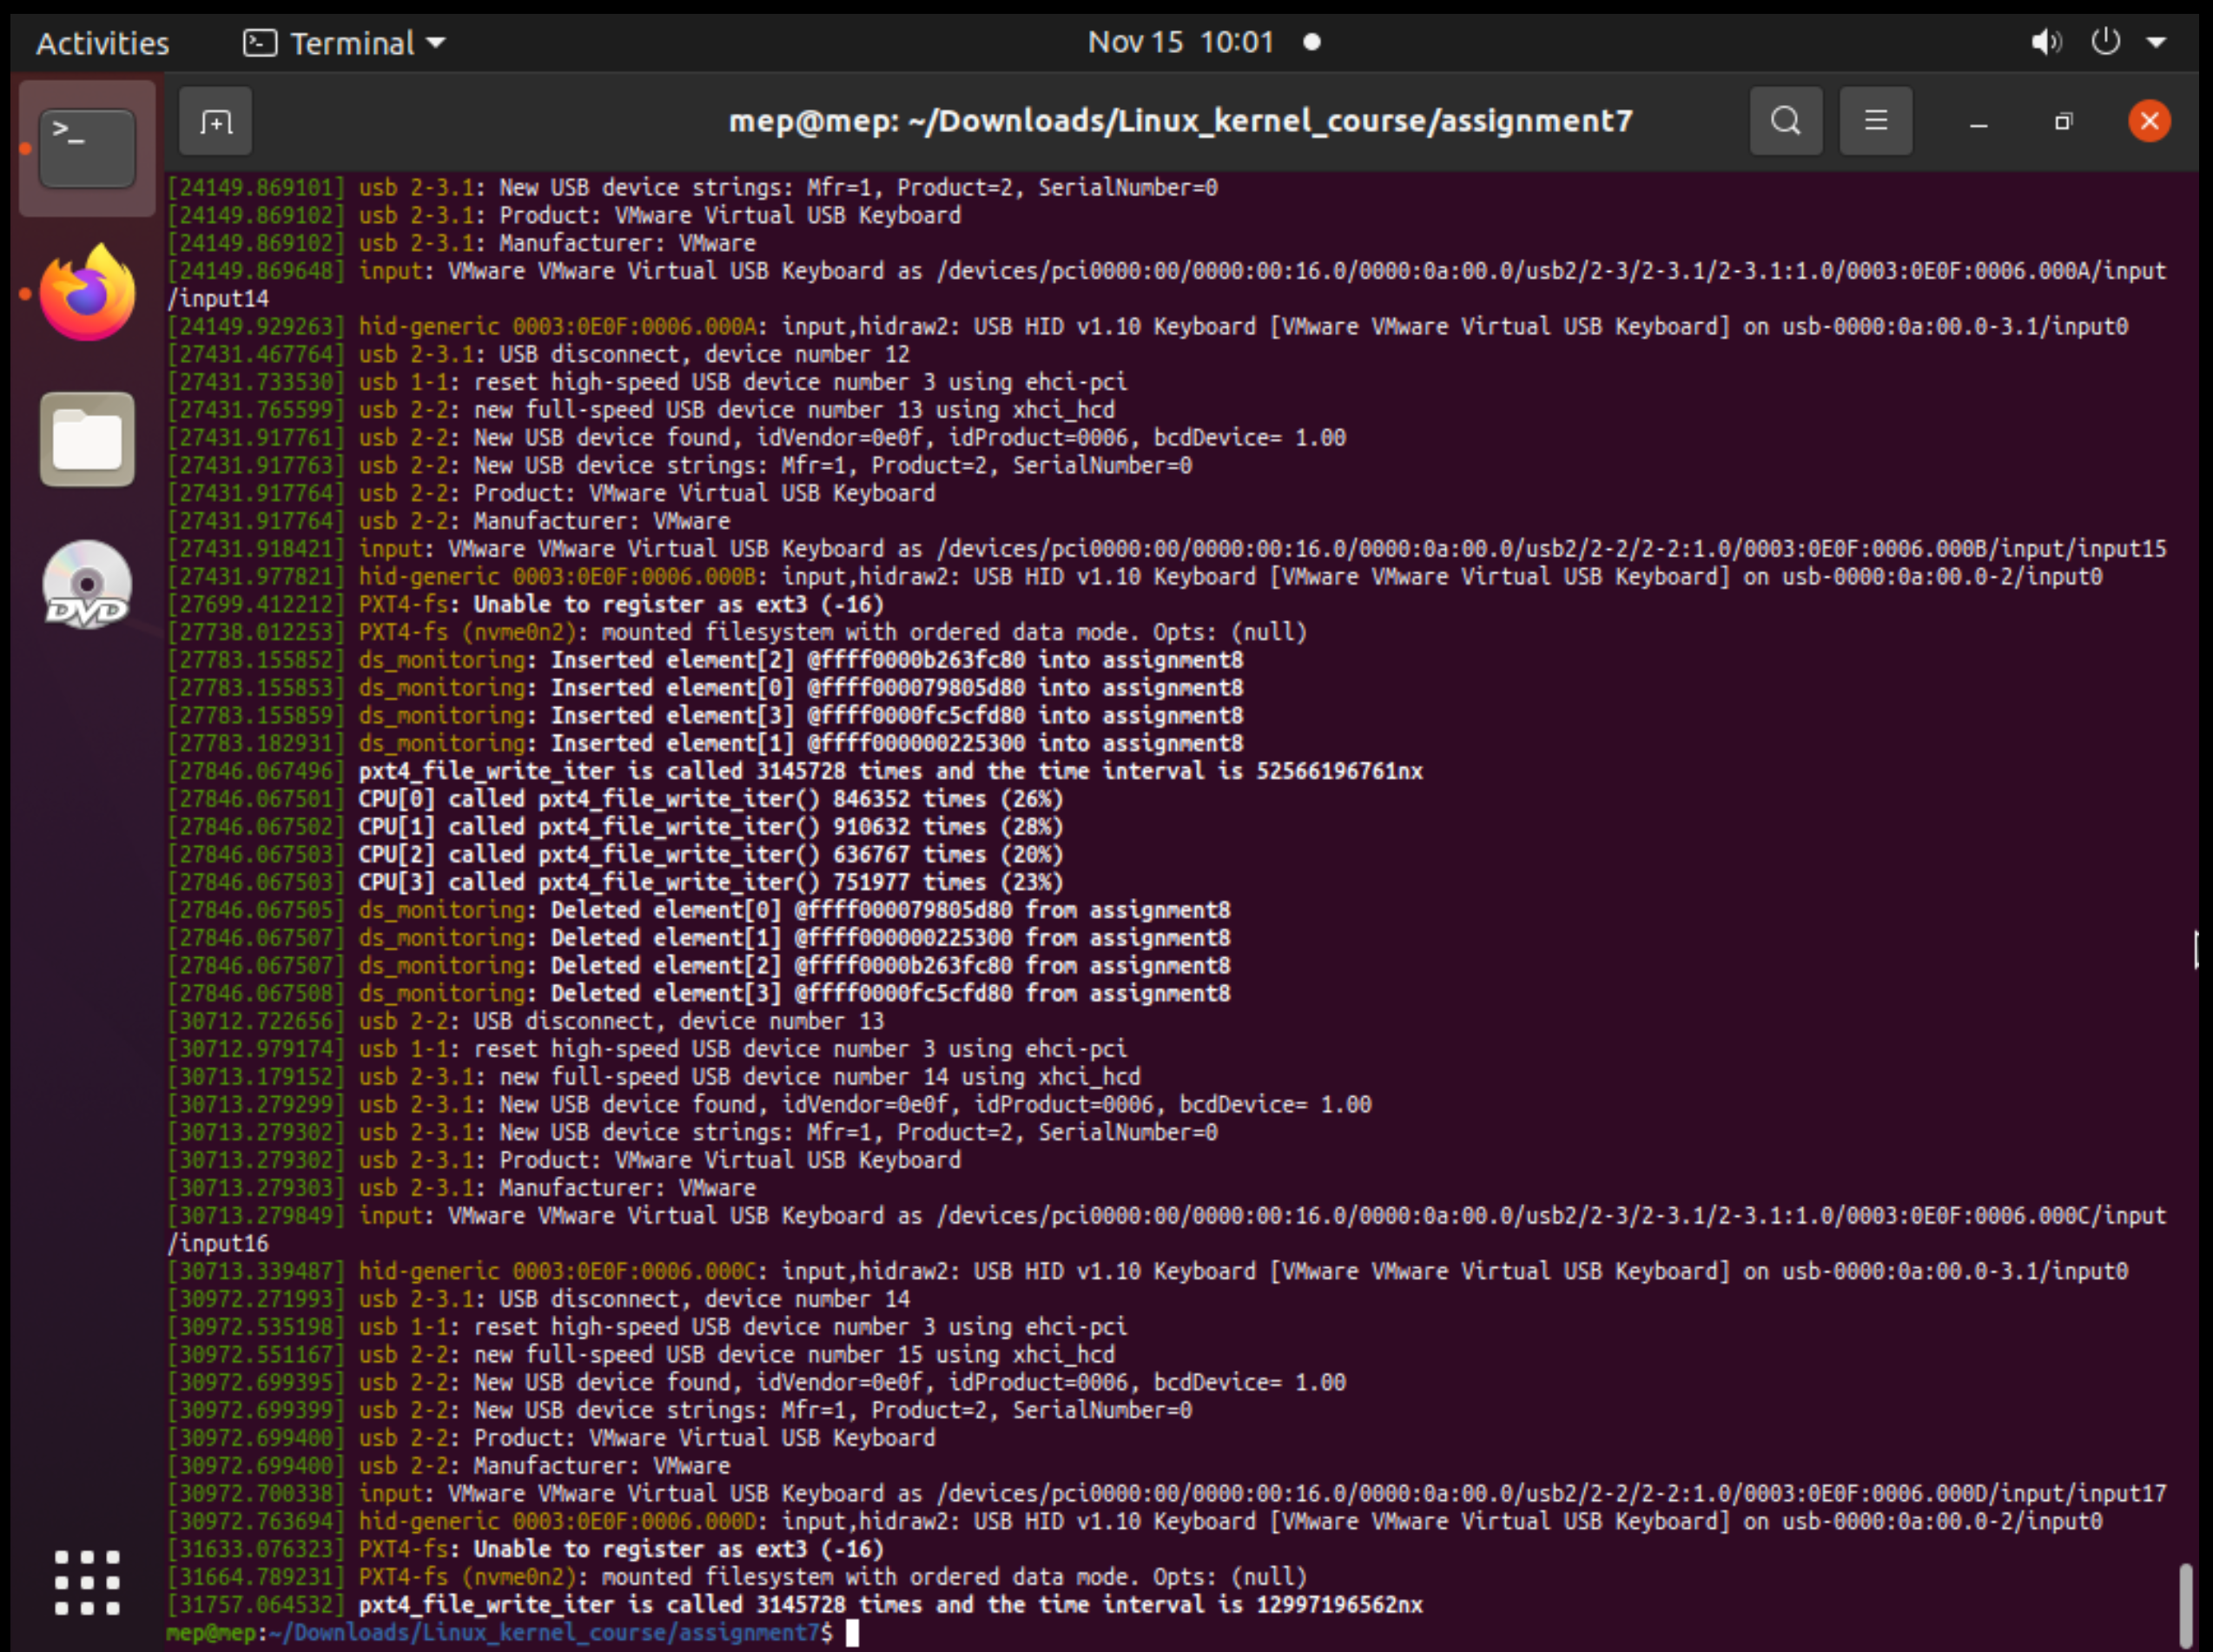 Activities
Terminal
Nov 15 10:01
mep@mep: ~/Downloads/Linux_kernel_course/assignment7
>_
DVD
[24149.869101] usb 2-3.1: New USB device strings: Mfr=1, Product=2, SerialNumber=0
[24149.869102] usb 2-3.1: Product: VMware Virtual USB Keyboard
[24149.869102] usb 2-3.1: Manufacturer: VMware
[24149.869648] input: VMware VMware Virtual USB Keyboard as /devices/pci0000:00/0000:00:16.0/0000:0a:00.0/usb2/2-3/2-3.1/2-3.1:1.0/0003:0E0F:0006.000A/input
/input14
[24149.929263] hid-generic 0003:0E0F:0006.000A: input,hidraw2: USB HID v1.10 Keyboard [VMware VMware Virtual USB Keyboard] on usb-0000:0a:00.0-3.1/input0
[27431.467764] usb 2-3.1: USB disconnect, device number 12
[27431.733530] usb 1-1: reset high-speed USB device number 3 using ehci-pci
[27431.765599] usb 2-2: new full-speed USB device number 13 using xhci_hcd
[27431.917761] usb 2-2: New USB device found, idVendor=0e0f, idProduct=0006, bcdDevice= 1.00
[27431.917763] usb 2-2: New USB device strings: Mfr=1, Product=2, SerialNumber=0
[27431.917764] usb 2-2: Product: VMware Virtual USB Keyboard
[27431.917764] usb 2-2: Manufacturer: VMware
[27431.918421] input: VMware VMware Virtual USB Keyboard as /devices/pci0000:00/0000:00:16.0/0000:0a:00.0/usb2/2-2/2-2:1.0/0003:0E0F:0006.000B/input/input15
[27431.977821] hid-generic 0003:0E0F:0006.000B: input,hidraw2: USB HID v1.10 Keyboard [VMware VMware Virtual USB Keyboard] on usb-0000:0a:00.0-2/input0
[27699.412212] PXT4-fs: Unable to register as ext3 (-16)
[27738.012253] PXT4-fs (nvme0n2): mounted filesystem with ordered data mode. Opts: (null)
[27783.155852] ds_monitoring: Inserted element[2] @ffff0000b263fc80 into assignment8
[27783.155853] ds_monitoring: Inserted element[0] @ffff000079805d80 into assignment8
[27783.155859] ds_monitoring: Inserted element[3] @ffff0000fc5cfd80 into assignment8
[27783.182931] ds_monitoring: Inserted element[1] @ffff000000225300 into assignment8
[27846.067496] pxt4_file_write_iter is called 3145728 times and the time interval is 52566196761nx
[27846.067501] CPU[0] called pxt4_file_write_iter() 846352 times (26%)
[27846.067502] CPU[1] called pxt4_file_write_iter() 910632 times (28%)
[27846.067503] CPU[2] called pxt4_file_write_iter() 636767 times (20%)
[27846.067503] CPU[3] called pxt4_file_write_iter() 751977 times (23%)
[27846.067505] ds_monitoring: Deleted element[0] @ffff000079805d80 from assignment8
[27846.067507] ds_monitoring: Deleted element[1] @ffff000000225300 from assignment8
[27846.067507] ds_monitoring: Deleted element[2] @ffff0000b263fc80 from assignment8
[27846.067508] ds_monitoring: Deleted element[3] @ffff0000fc5cfd80 from assignment8
[30712.722656] usb 2-2: USB disconnect, device number 13
[30712.979174] usb 1-1: reset high-speed USB device number 3 using ehci-pci
[30713.179152] usb 2-3.1: new full-speed USB device number 14 using xhci_hcd
[30713.279299] usb 2-3.1: New USB device found, idVendor=0e0f, idProduct=0006, bcdDevice= 1.00
[30713.279302] usb 2-3.1: New USB device strings: Mfr=1, Product=2, SerialNumber=0
[30713.279302] usb 2-3.1: Product: VMware Virtual USB Keyboard
[30713.279303] usb 2-3.1: Manufacturer: VMware
[30713.279849] input: VMware VMware Virtual USB Keyboard as /devices/pci0000:00/0000:00:16.0/0000:0a:00.0/usb2/2-3/2-3.1/2-3.1:1.0/0003:0E0F:0006.000C/input
/input16
[30713.339487] hid-generic 0003:0E0F:0006.000C: input,hidraw2: USB HID v1.10 Keyboard [VMware VMware Virtual USB Keyboard] on usb-0000:0a:00.0-3.1/input0
[30972.271993] usb 2-3.1: USB disconnect, device number 14
[30972.535198] usb 1-1: reset high-speed USB device number 3 using ehci-pci
[30972.551167] usb 2-2: new full-speed USB device number 15 using xhci_hcd
[30972.699395] usb 2-2: New USB device found, idVendor=0e0f, idProduct=0006, bcdDevice= 1.00
[30972.699399] usb 2-2: New USB device strings: Mfr=1, Product=2, SerialNumber=0
[30972.699400] usb 2-2: Product: VMware Virtual USB Keyboard
[30972.699400] usb 2-2: Manufacturer: VMware
[30972.700338] input: VMware VMware Virtual USB Keyboard as /devices/pci0000:00/0000:00:16.0/0000:0a:00.0/usb2/2-2/2-2:1.0/0003:0E0F:0006.000D/input/input17
[30972.763694] hid-generic 0003:0E0F:0006.000D: input,hidraw2: USB HID v1.10 Keyboard [VMware VMware Virtual USB Keyboard] on usb-0000:0a:00.0-2/input0
[31633.076323] PXT4-fs: Unable to register as ext3 (-16)
[31664.789231] PXT4-fs (nvme0n2): mounted filesystem with ordered data mode. Opts: (null)
[31757.064532] pxt4_file_write_iter is called 3145728 times and the time interval is 12997196562nx
mep@mep:~/Downloads/Linux_kernel_course/assignment7$